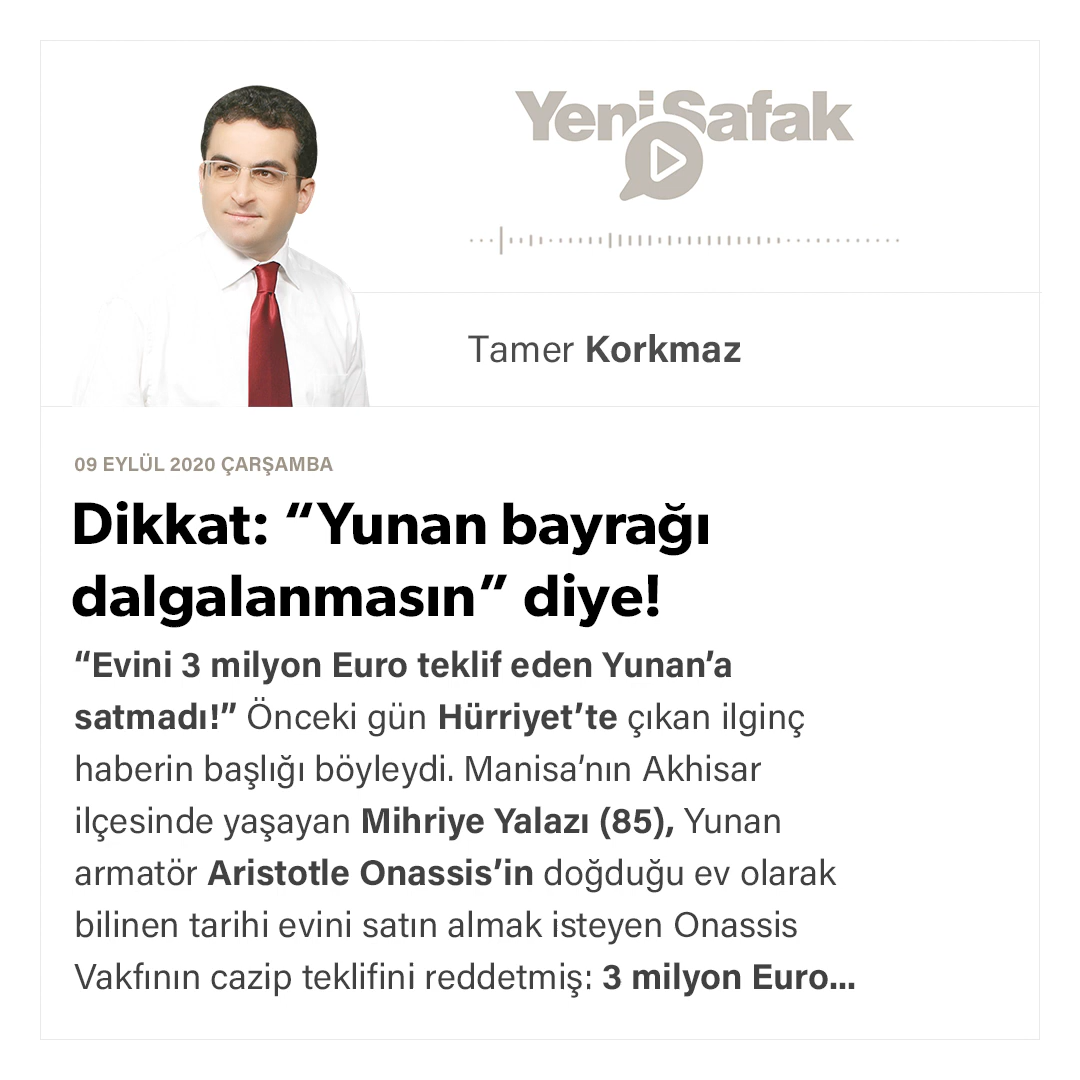 YeniŞafak
Tamer Korkmaz
09 EYLÜL 2020 ÇARŞAMBA
Dikkat: “Yunan bayrağı
dalgalanmasın” diye!
“Evini 3 milyon Euro teklif eden Yunan’a
satmadı!” Önceki gün Hürriyet’te çıkan ilginç
haberin başlığı böyleydi. Manisa’nın Akhisar
ilçesinde yaşayan Mihriye Yalazı (85), Yunan
armatör Aristotle Onassis’in doğduğu ev olarak
bilinen tarihi evini satın almak isteyen Onassis
Vakfının cazip teklifini reddetmiş: 3 milyon Euro...